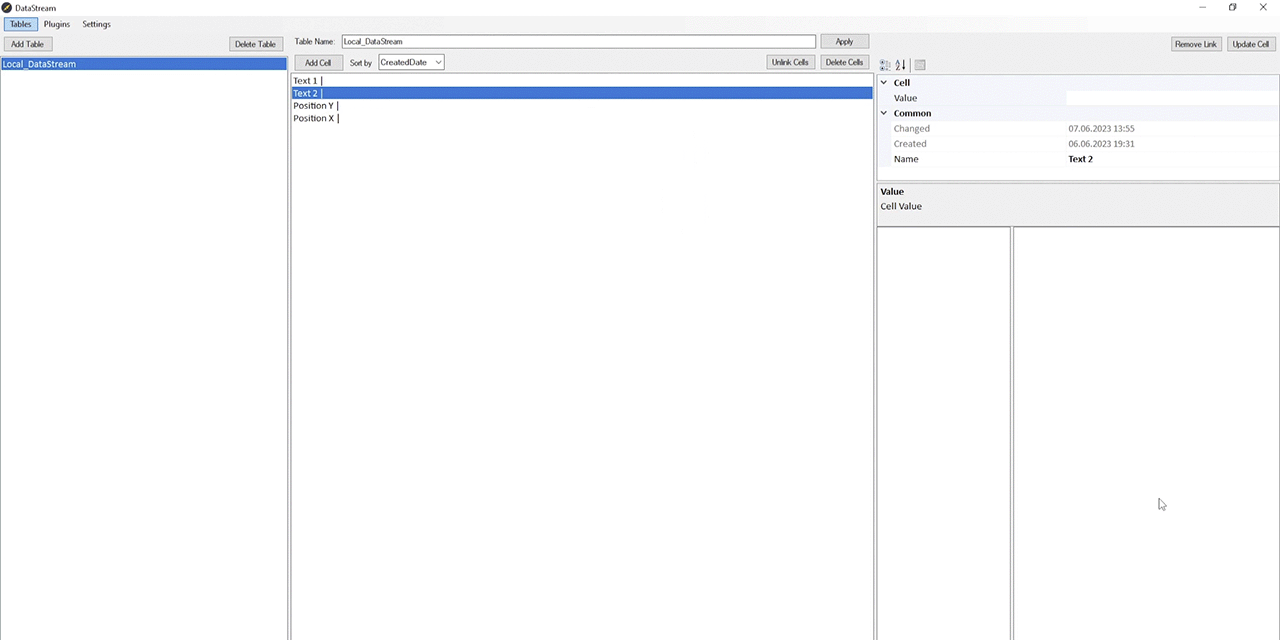 DataStream
Tables Plugins Settings
Add Table Delete Table
Local_DataStream
Table Name: Local_DataStream Apply
Add Cell Sort by CreatedDate Unlink Cells Delete Cells
Text 1 |
Text 2 |
Position Y |
Position X |
Remove Link Update Cell
Cell
Value
Common
Changed 07.06.2023 13:55
Created 06.06.2023 19:31
Name Text 2
Value
Cell Value